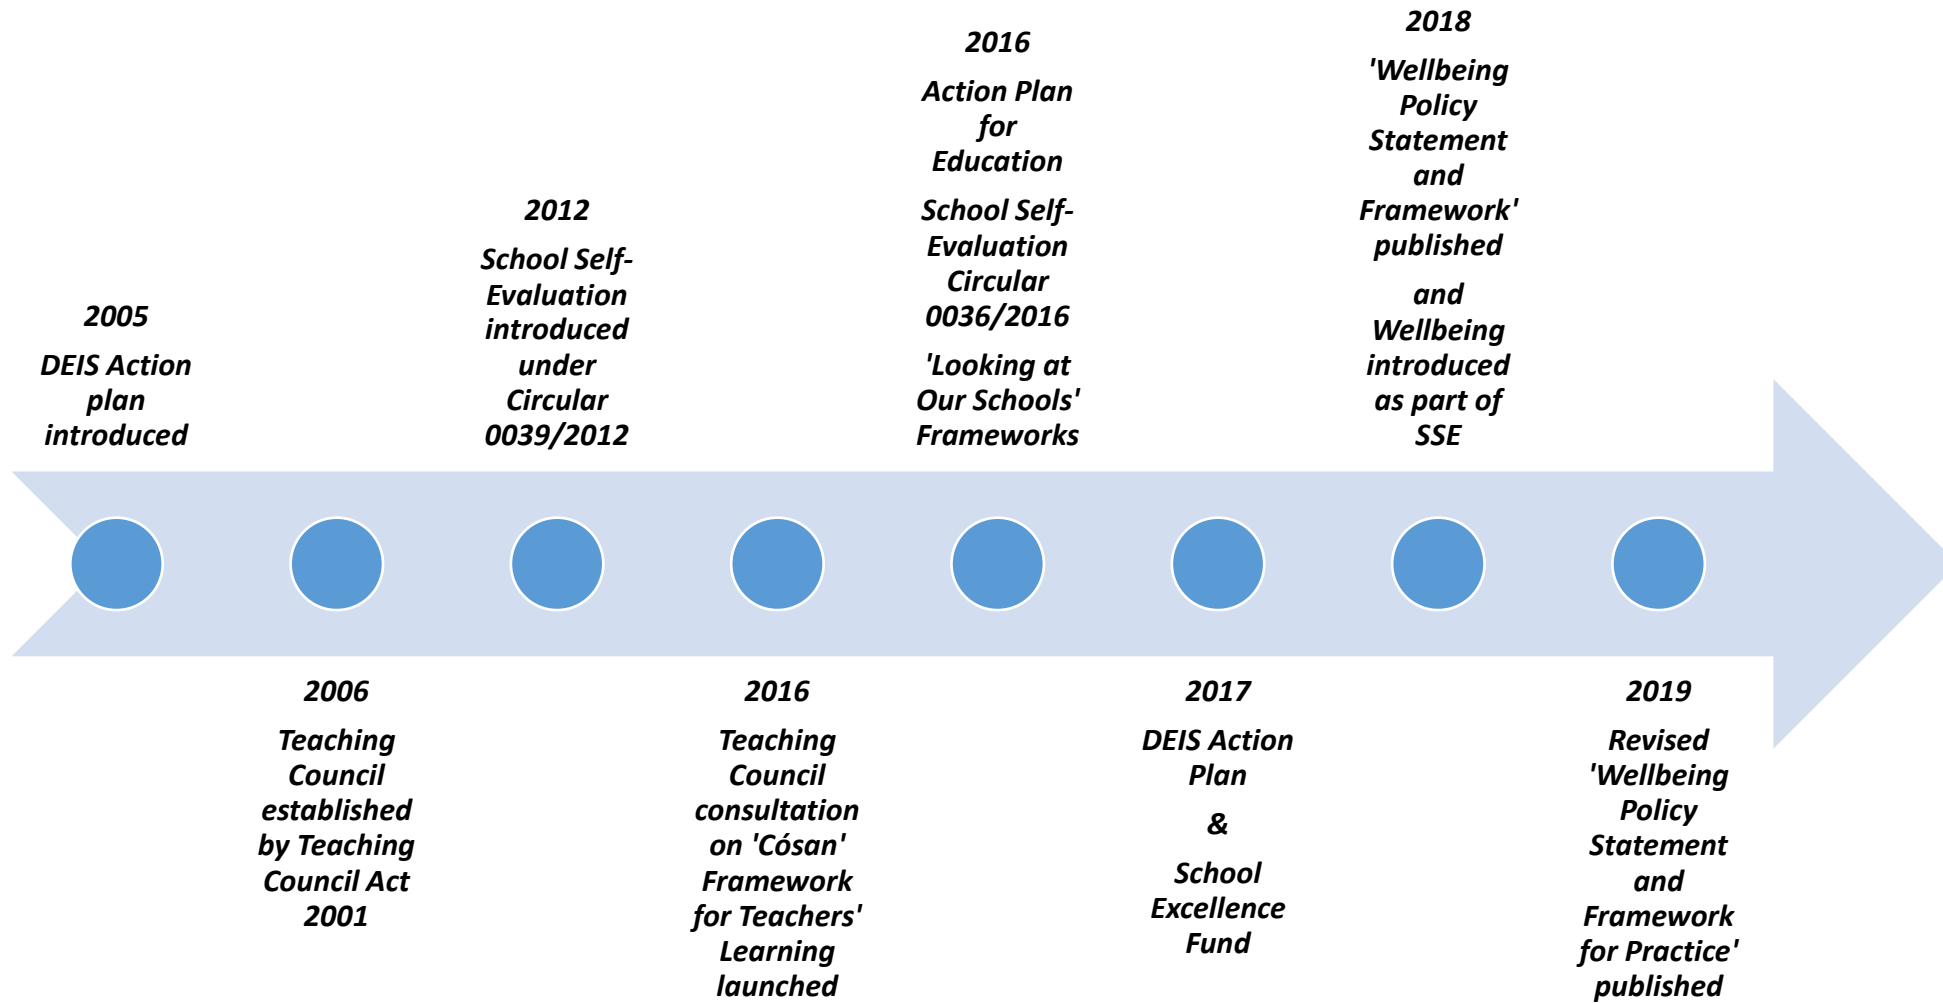 2005
DEIS Action
plan
introduced
2006
Teaching
Council
established
by Teaching
Council Act
2001
2012
School Self-
Evaluation
introduced
under
Circular
0039/2012
2016
Teaching
Council
consultation
on 'Cósan'
Framework
for Teachers'
Learning
launched
2016
Action Plan
for
Education
School Self-
Evaluation
Circular
0036/2016
'Looking at
Our Schools'
Frameworks
2017
DEIS Action
Plan
&
School
Excellence
Fund
2018
'Wellbeing
Policy
Statement
and
Framework'
published
and
Wellbeing
introduced
as part of
SSE
2019
Revised
'Wellbeing
Policy
Statement
and
Framework
for Practice'
published